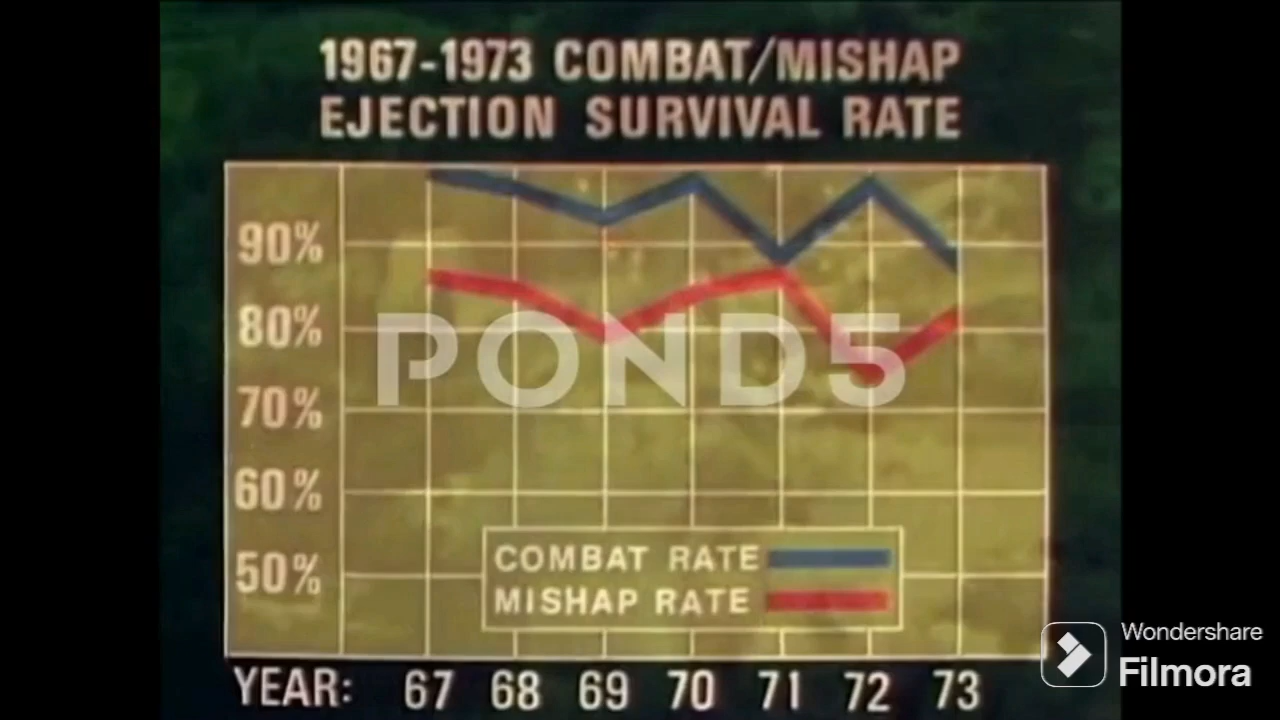 1967-1973 COMBAT/MISHAP
EJECTION SURVIVAL RATE
90%
80%
70%
60%
50%
POND5
COMBAT RATE
MISHAP RATE
YEAR: 67 68 69 70 71 72 73
Wondershare
Filmora